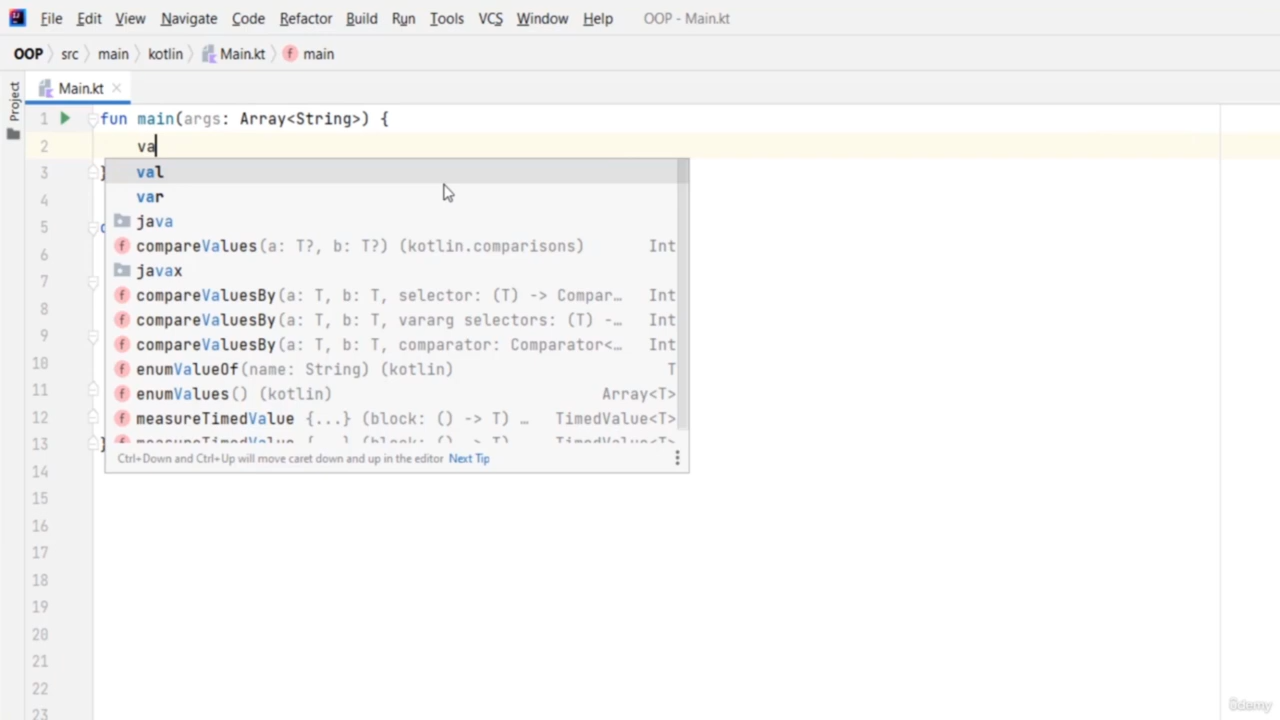 File Edit View Navigate Code Refactor Build Run Tools VCS Window Help OOP - Main.kt
OOP src main kotlin Main.kt main
Project
Main.kt
1 fun main(args: Array<String>) {
2 va
3 }
4
5
6
7
8
9
10
11
12
13 }
14
15
16
17
18
19
20
21
22
23
val
var
java
compareValues(a: T?, b: T?) (kotlin.comparisons) Int
javax
compareValuesBy(a: T, b: T, selector: (T) -> Compar… Int
compareValuesBy(a: T, b: T, vararg selectors: (T) -… Int
compareValuesBy(a: T, b: T, comparator: Comparator<… Int
enumValueOf(name: String) (kotlin) T
enumValues() (kotlin) Array<T>
measureTimedValue {...} (block: () -> T) … TimedValue<T>
measureTimedValue {...} (block: () -> T) TimedValue<T>
Ctrl+Down and Ctrl+Up will move caret down and up in the editor Next Tip
ûdemy